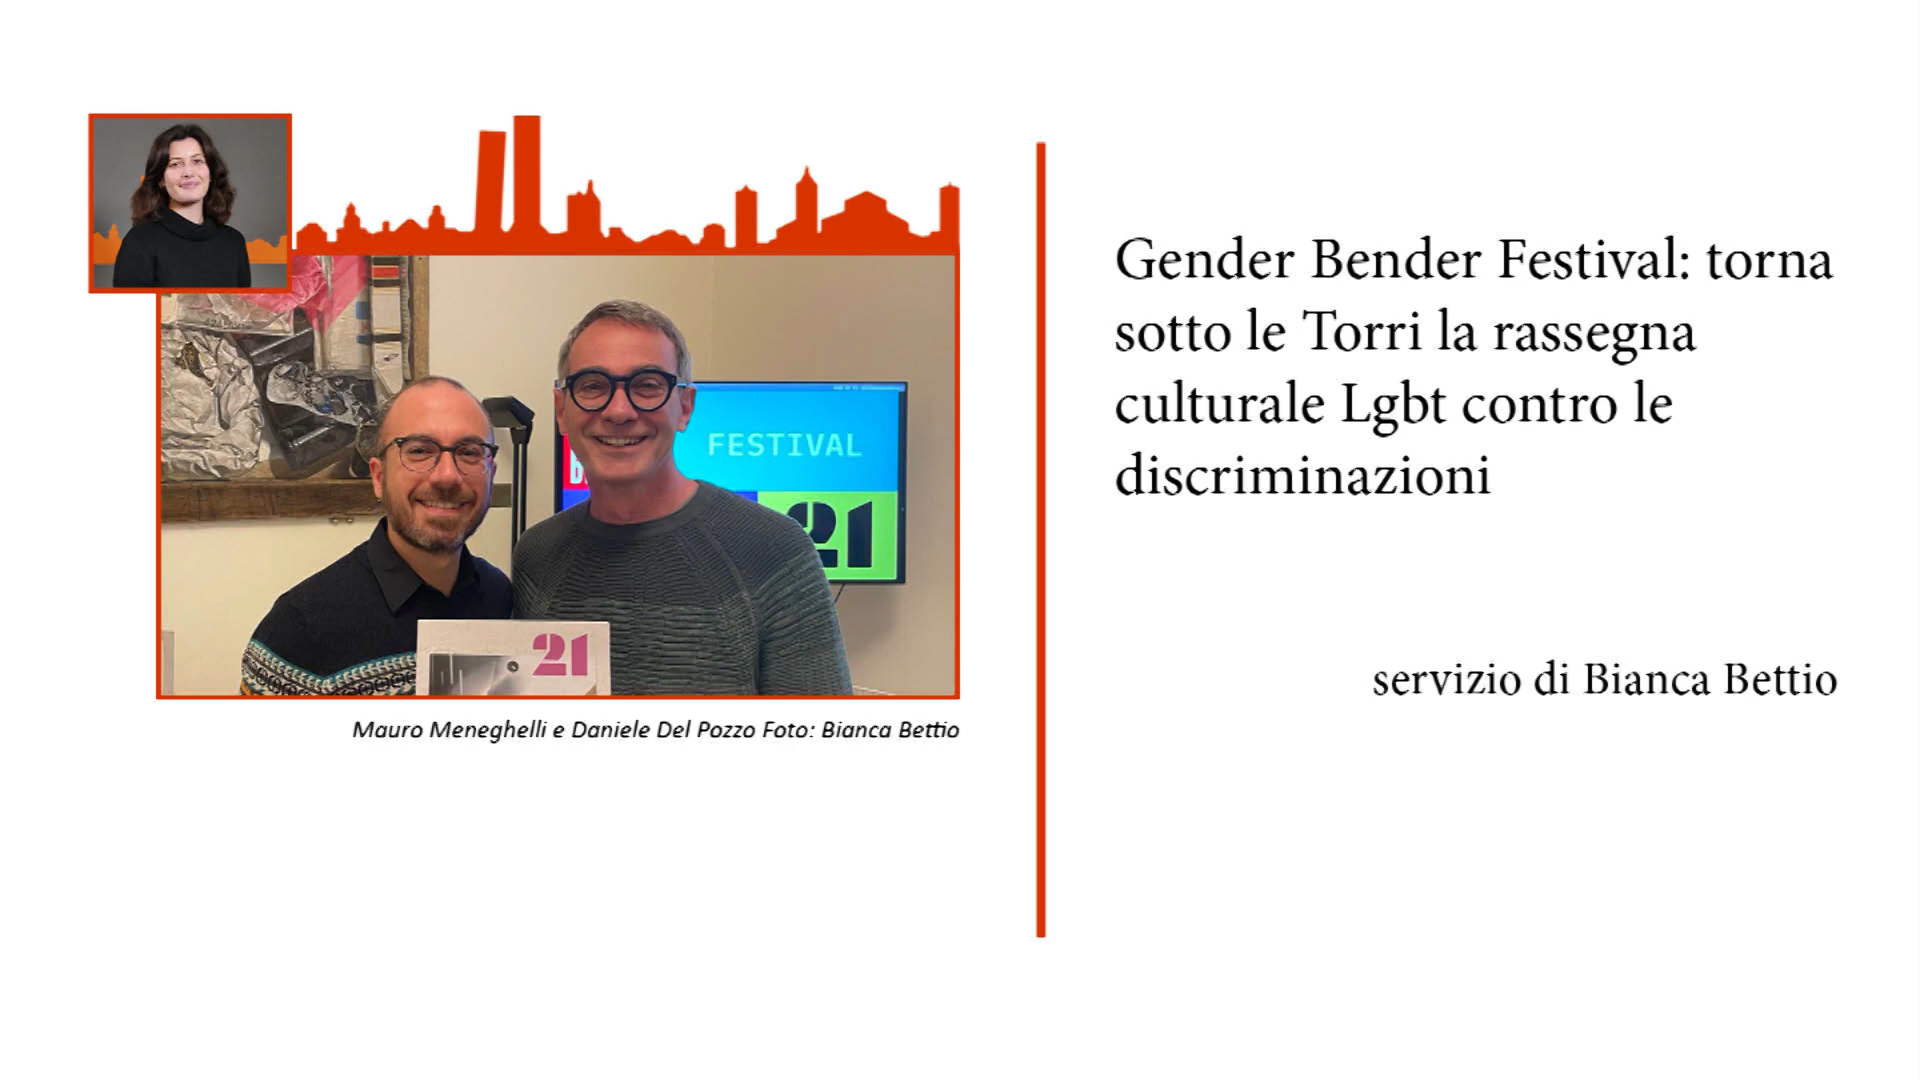 FESTIVAL
21
21
Mauro Meneghelli e Daniele Del Pozzo Foto: Bianca Bettio
Gender Bender Festival: torna
sotto le Torri la rassegna
culturale Lgbt contro le
discriminazioni
servizio di Bianca Bettio